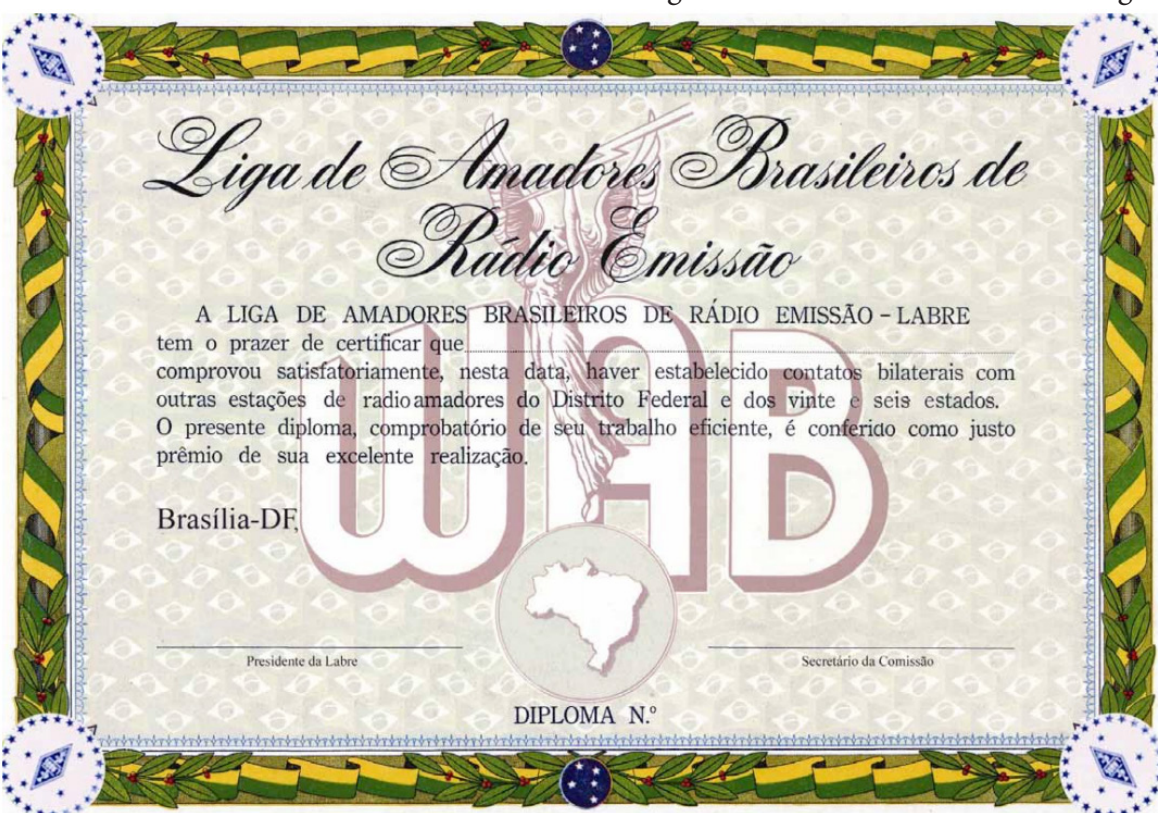 Liga de Amadores Brasileiros de
Rádio Emissão
A LIGA DE AMADORES BRASILEIROS DE RÁDIO EMISSÃO - LABRE
tem o prazer de certificar que
comprovou satisfatoriamente, nesta data, haver estabelecido contatos bilaterais com
outras estações de radioamadores do Distrito Federal e dos vinte e seis estados.
O presente diploma, comprobatório de seu trabalho eficiente, é conferido como justo
prêmio de sua excelente realização.
WAB
Brasília-DF,
Presidente da Labre
Secretário da Comissão
DIPLOMA N.º